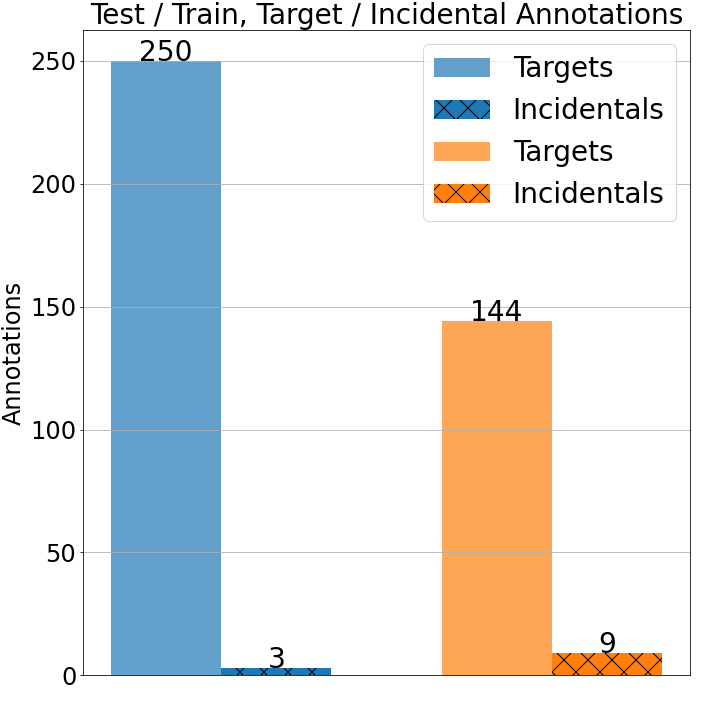 Test / Train, Target / Incidental Annotations
Annotations
250
200
150
100
50
0
250
3
144
9
Targets
Incidentals
Targets
Incidentals